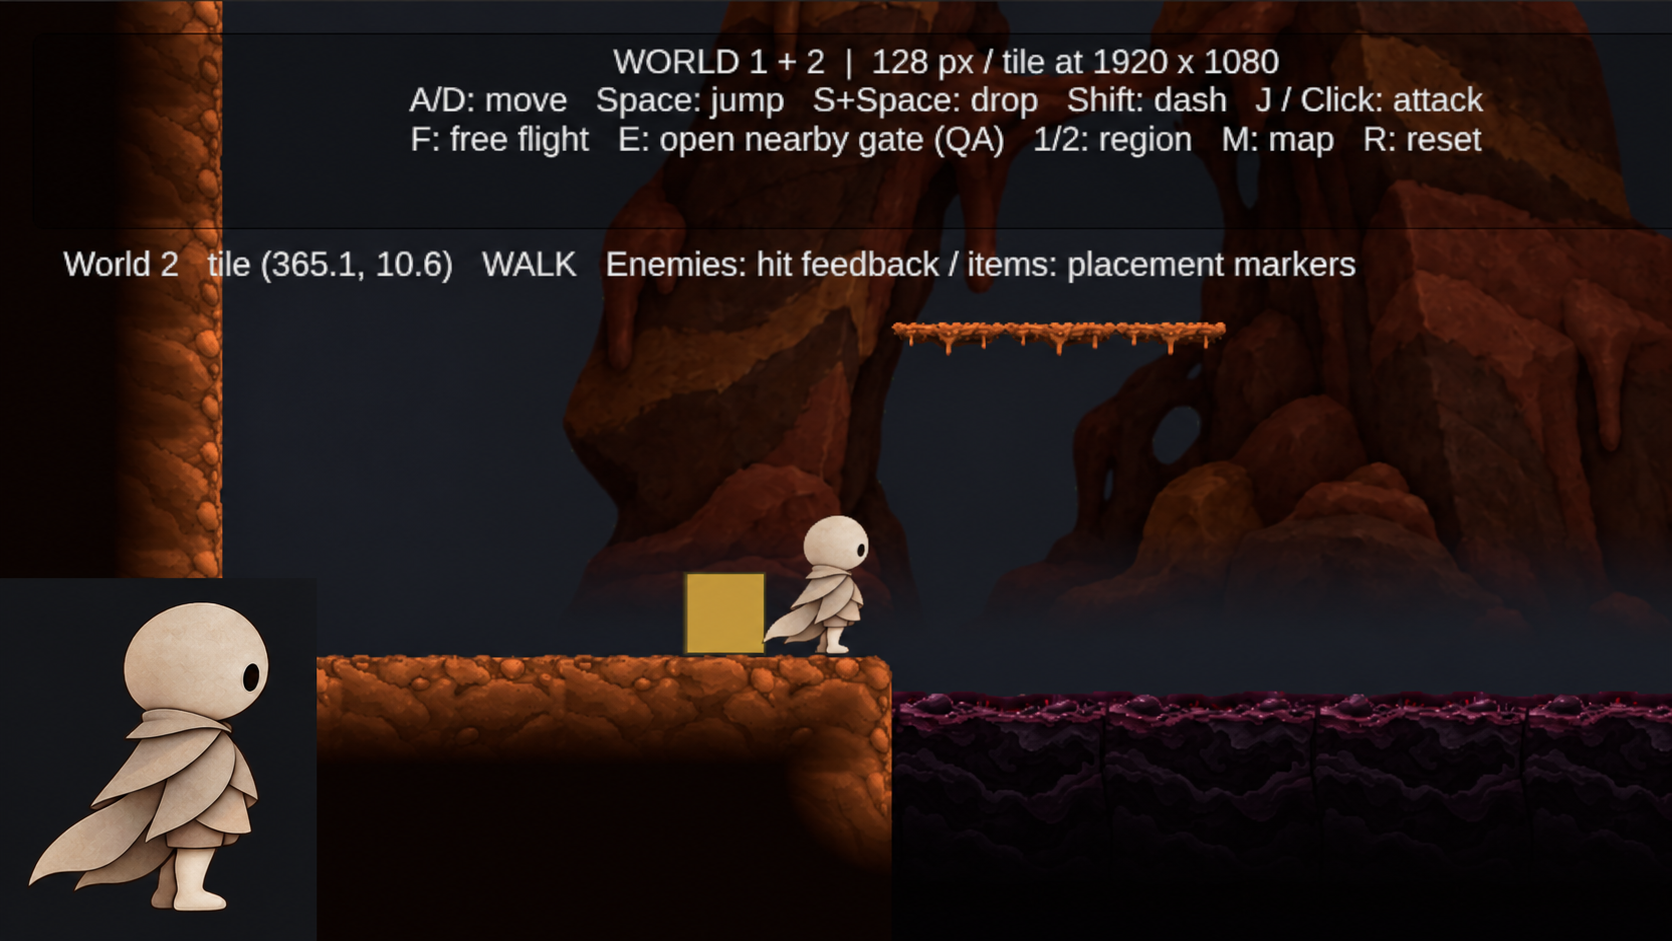 WORLD 1 + 2 | 128 px / tile at 1920 x 1080
A/D: move Space: jump S+Space: drop Shift: dash J / Click: attack
F: free flight E: open nearby gate (QA) 1/2: region M: map R: reset
World 2 tile (365.1, 10.6) WALK Enemies: hit feedback / items: placement markers